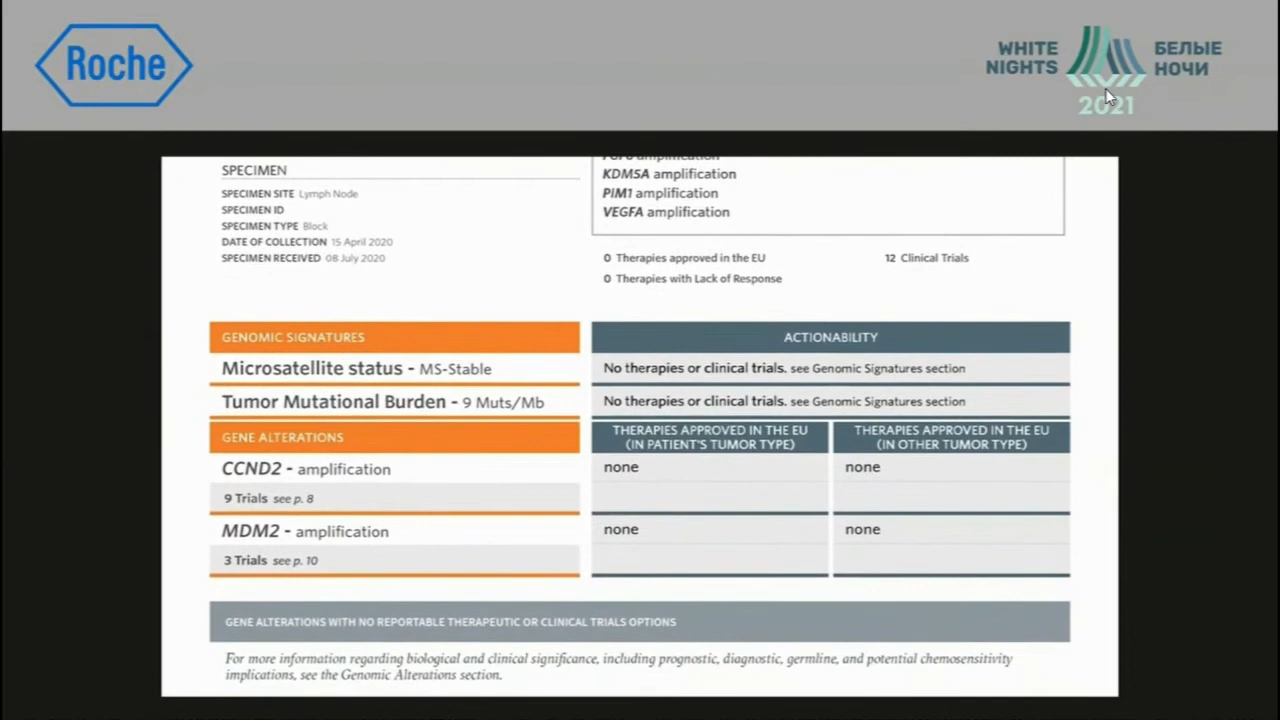 Roche
WHITE NIGHTS
БЕЛЫЕ НОЧИ
2021
SPECIMEN
SPECIMEN SITE Lymph Node
SPECIMEN ID
SPECIMEN TYPE Block
DATE OF COLLECTION 15 April 2020
SPECIMEN RECEIVED 08 July 2020
amplification
KDM5A amplification
PIM1 amplification
VEGFA amplification
0 Therapies approved in the EU
12 Clinical Trials
0 Therapies with Lack of Response
GENOMIC SIGNATURES
ACTIONABILITY
Microsatellite status - MS-Stable
No therapies or clinical trials. see Genomic Signatures section
Tumor Mutational Burden - 9 Muts/Mb
No therapies or clinical trials. see Genomic Signatures section
GENE ALTERATIONS
THERAPIES APPROVED IN THE EU
(IN PATIENT'S TUMOR TYPE)
THERAPIES APPROVED IN THE EU
(IN OTHER TUMOR TYPE)
CCND2 - amplification
none
none
9 Trials see p. 8
MDM2 - amplification
none
none
3 Trials see p. 10
GENE ALTERATIONS WITH NO REPORTABLE THERAPEUTIC OR CLINICAL TRIALS OPTIONS
For more information regarding biological and clinical significance, including prognostic, diagnostic, germline, and potential chemosensitivity
implications, see the Genomic Alterations section.